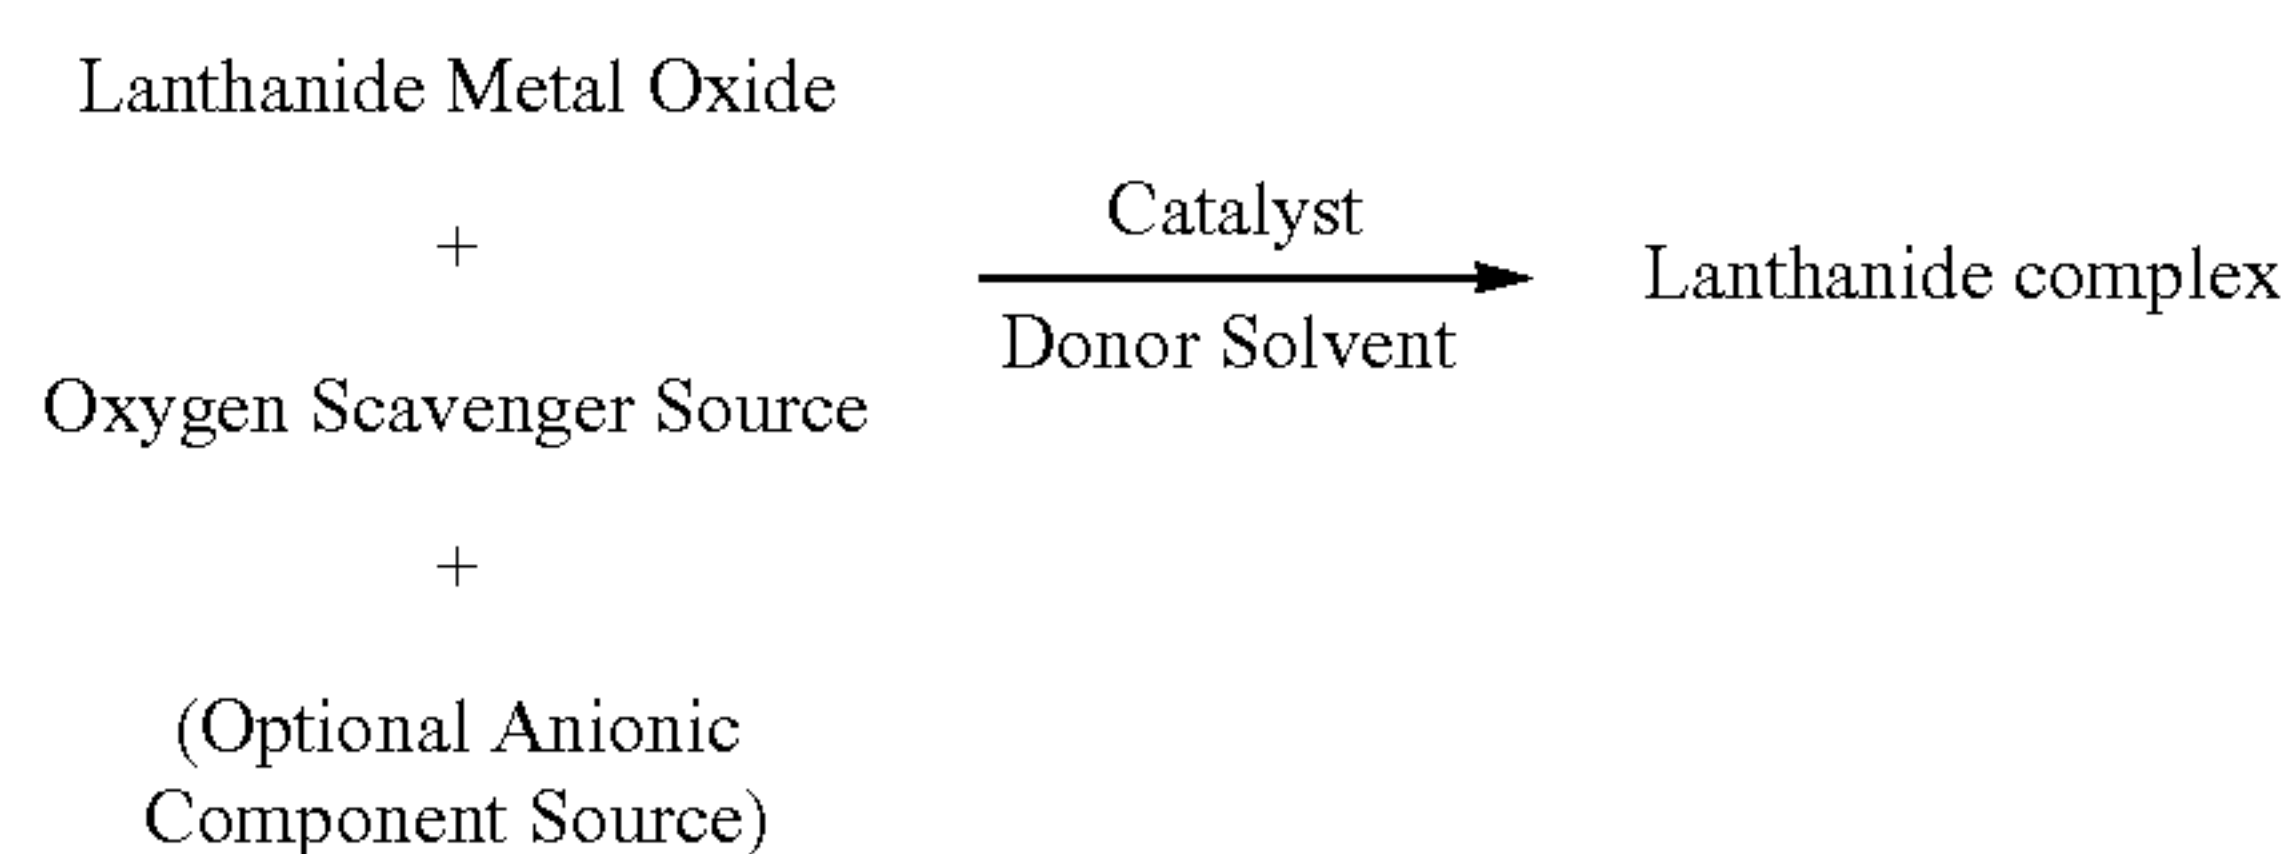 Lanthanide Metal Oxide
+
Oxygen Scavenger Source
+
(Optional Anionic
Component Source)
Catalyst
Donor Solvent
Lanthanide complex